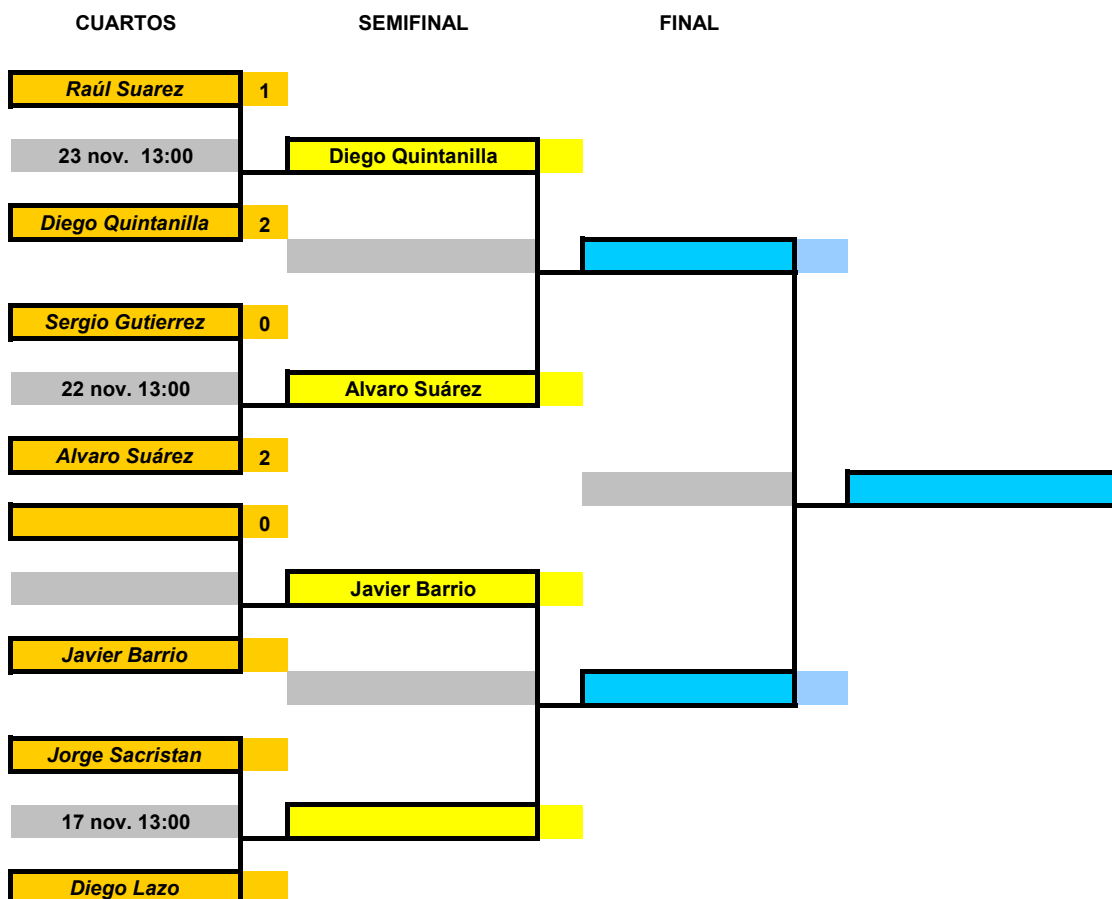 CUARTOS SEMIFINAL FINAL
Raúl Suarez 1
23 nov. 13:00 Diego Quintanilla
Diego Quintanilla 2
Sergio Gutierrez 0
22 nov. 13:00 Alvaro Suárez
Alvaro Suárez 2
0
Javier Barrio
Javier Barrio
Jorge Sacristan
17 nov. 13:00
Diego Lazo